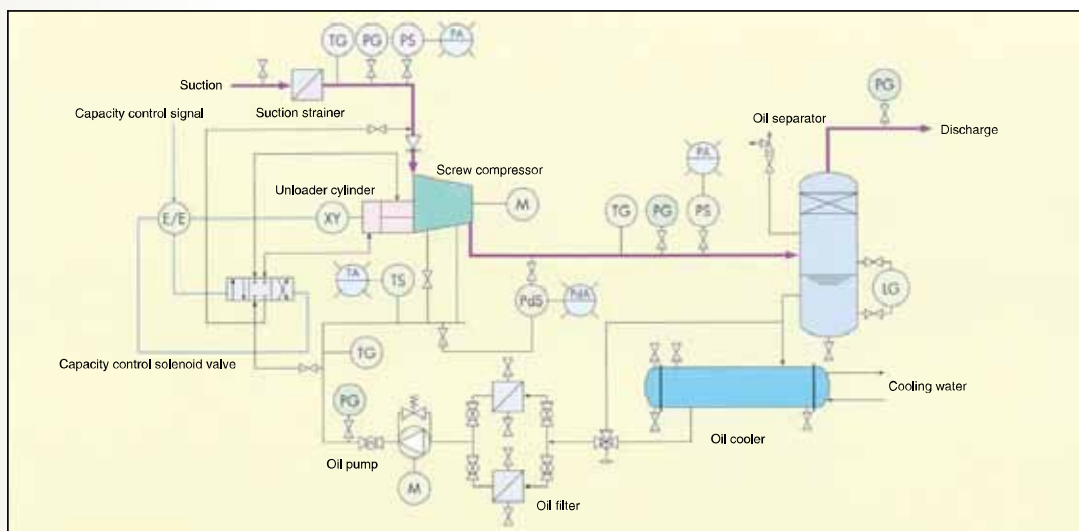 TG PG PS PA
Suction
Suction strainer
Capacity control signal
PG
Oil separator
Discharge
PA
Screw compressor
Unloader cylinder
E/E
XY
M
TG PG PS
TA TS
PdS PdA
LG
Capacity control solenoid valve
TG
Cooling water
PG
Oil cooler
Oil pump
M
Oil filter